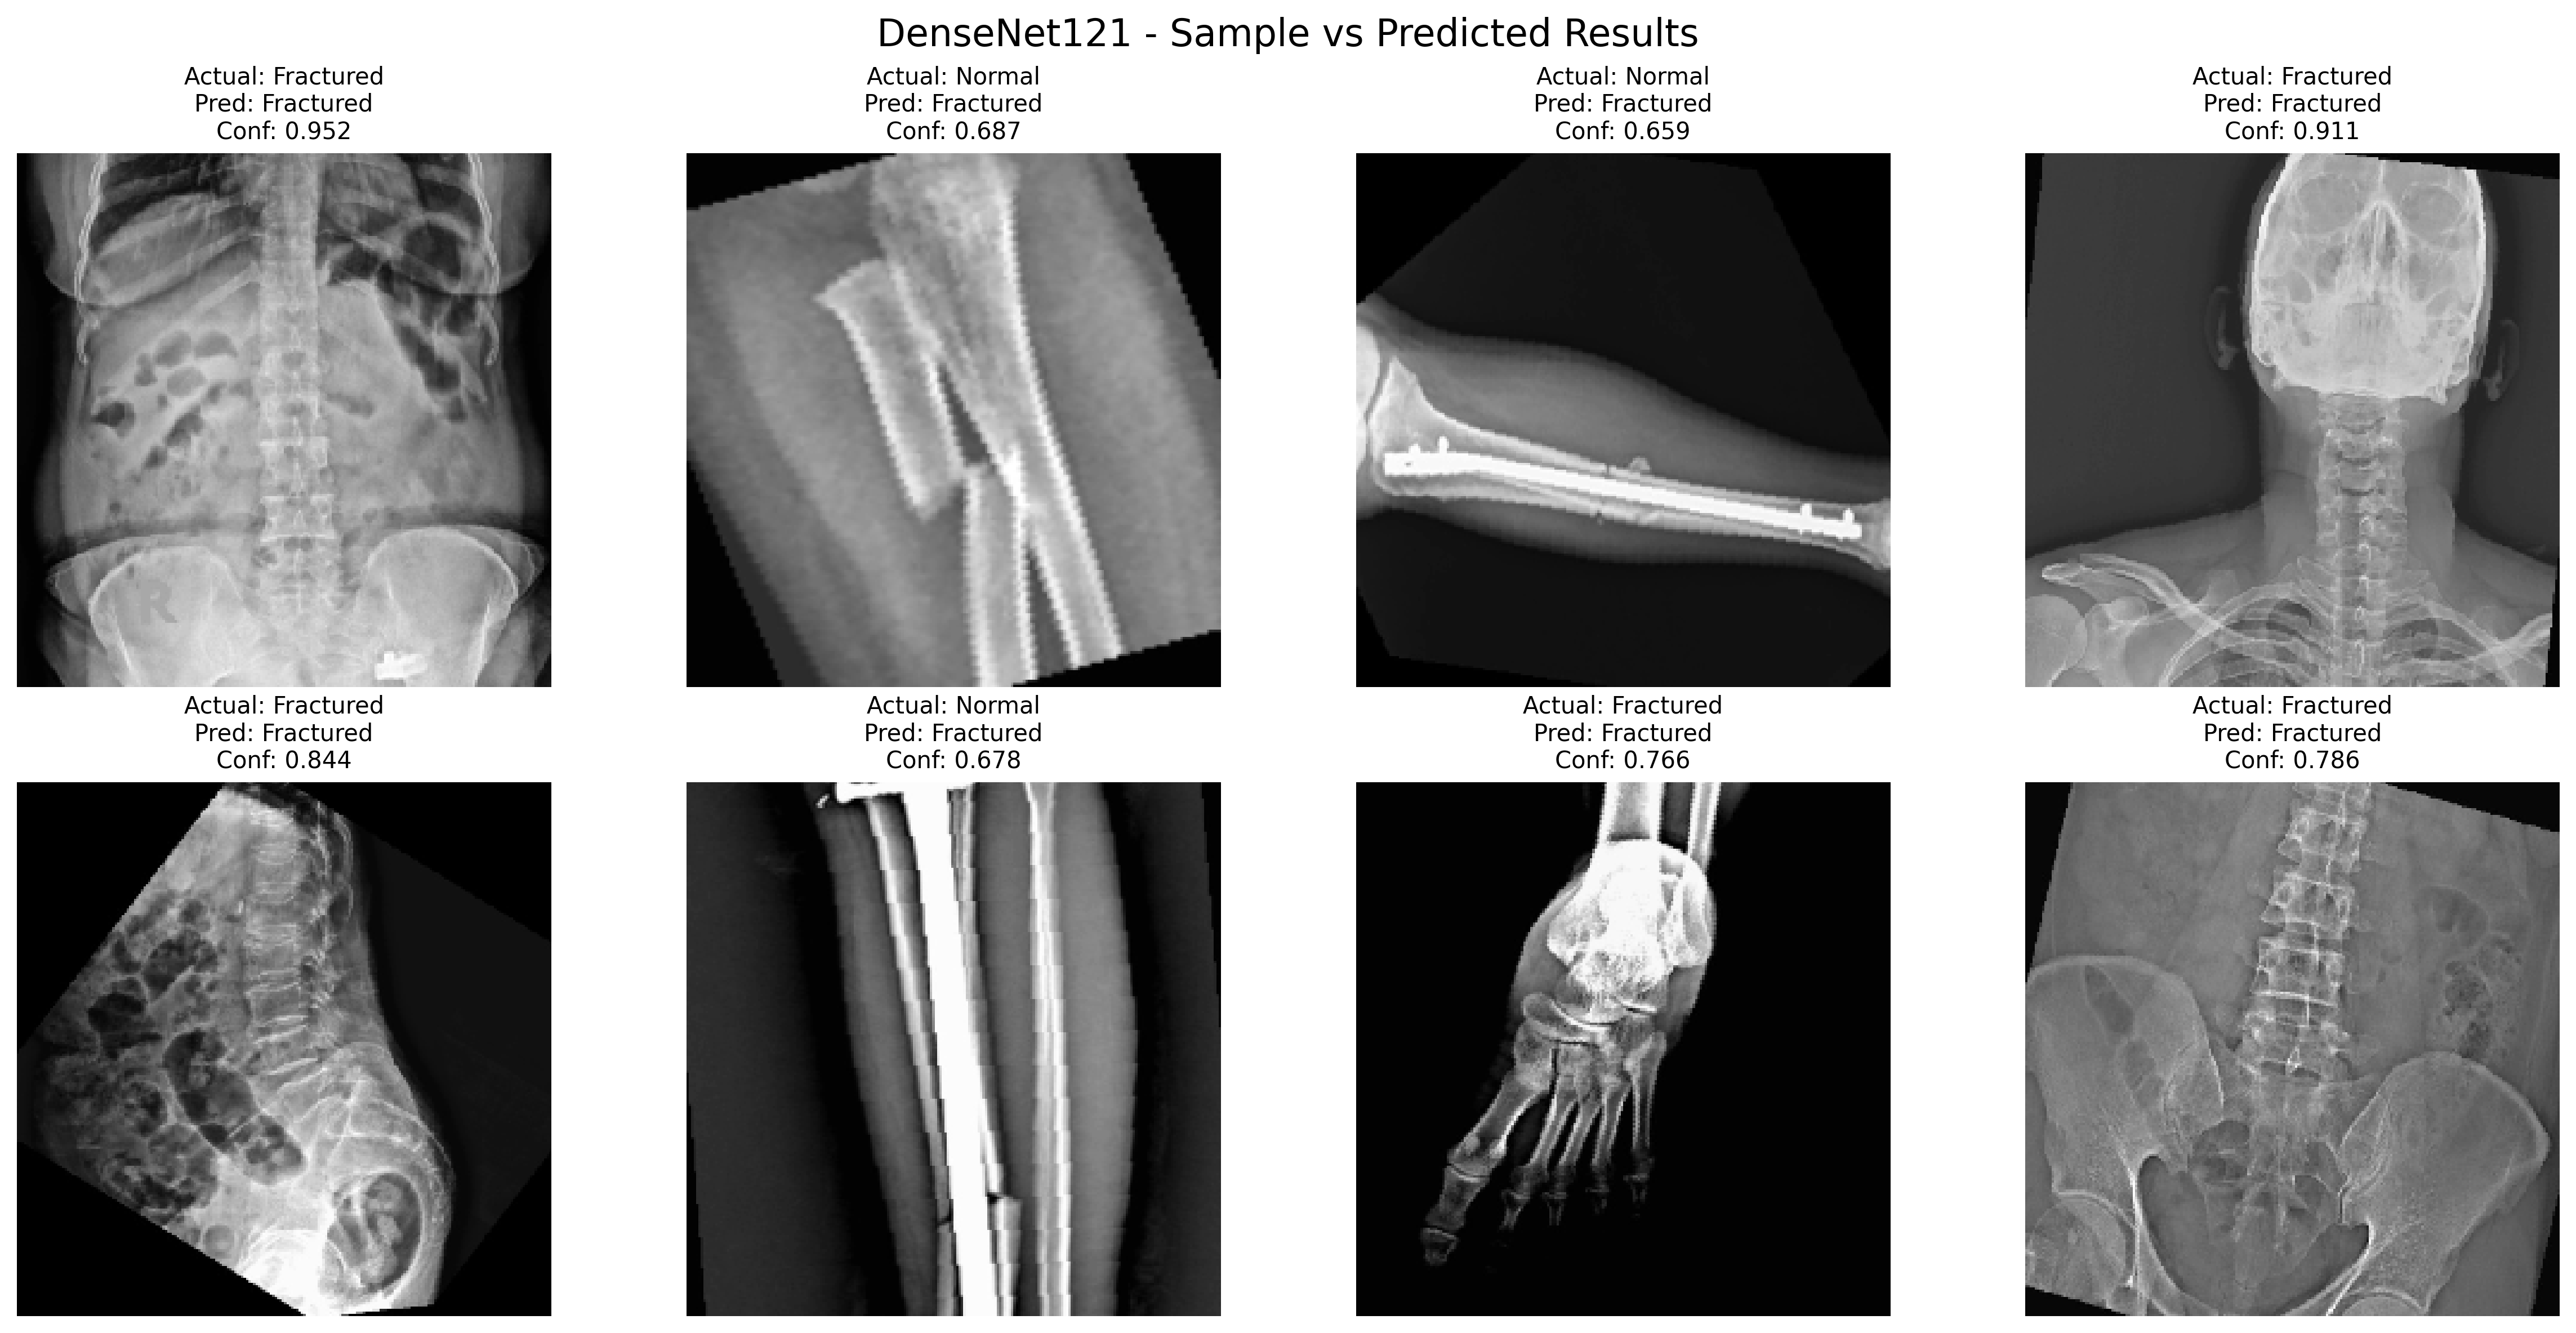 DenseNet121 - Sample vs Predicted Results
Actual: Fractured
Pred: Fractured
Conf: 0.952
Actual: Normal
Pred: Fractured
Conf: 0.687
Actual: Normal
Pred: Fractured
Conf: 0.659
Actual: Fractured
Pred: Fractured
Conf: 0.911
R
Actual: Fractured
Pred: Fractured
Conf: 0.844
Actual: Normal
Pred: Fractured
Conf: 0.678
Actual: Fractured
Pred: Fractured
Conf: 0.766
Actual: Fractured
Pred: Fractured
Conf: 0.786